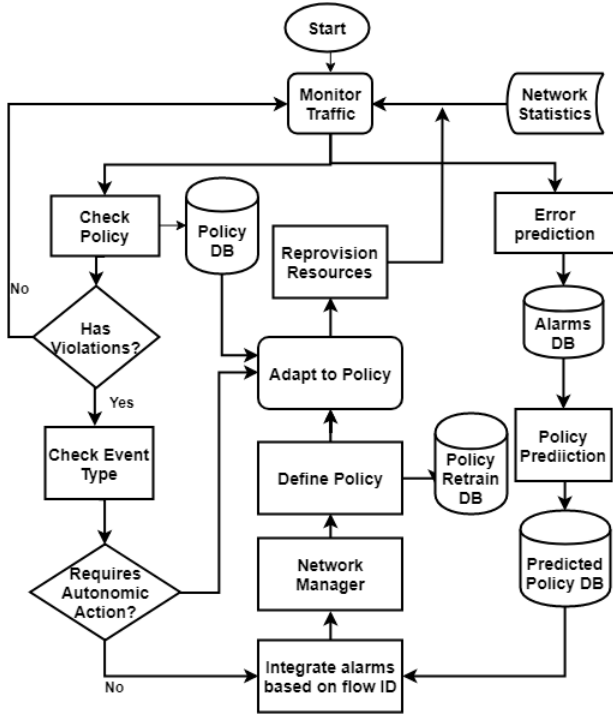 Start
Monitor
Traffic
Network
Statistics
Check
Policy
Policy
DB
Reprovision
Resources
Error
prediction
No
Has
Violations?
Adapt to Policy
Alarms
DB
Yes
Check Event
Type
Define Policy
Policy
Retrain
DB
Policy
Prediiction
Requires
Autonomic
Action?
Network
Manager
Predicted
Policy DB
No
Integrate alarms
based on flow ID